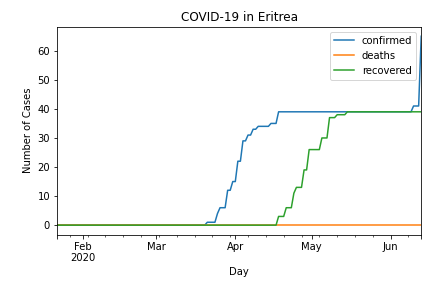 COVID-19 in Eritrea
confirmed
deaths
recovered
Number of Cases
60
50
40
30
20
10
0
Feb
2020
Mar
Apr
May
Jun
Day